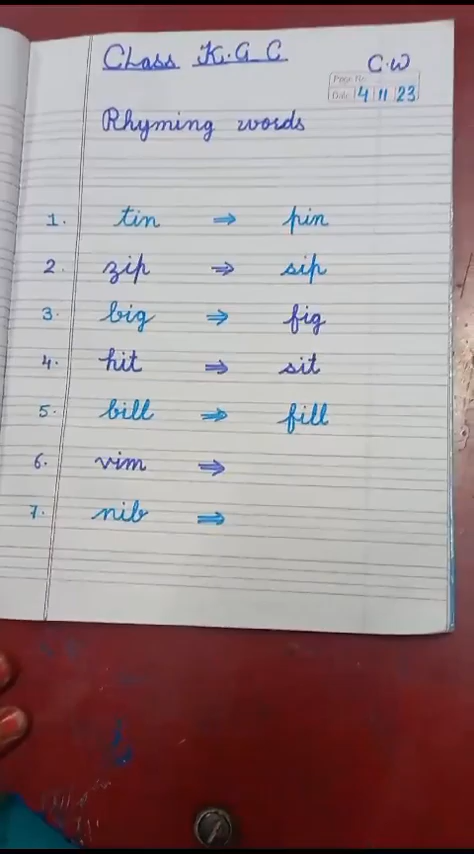 Class K.G C
C.W
Page No.
Date 4 11 23
Rhyming words
1. tin ⇒ pin
2. zip ⇒ sip
3. big ⇒ fig
4. hit ⇒ sit
5. bill ⇒ fill
6. vim ⇒
7. nib ⇒